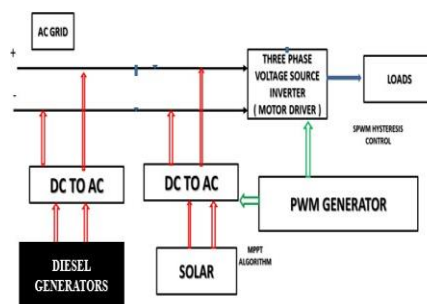 AC GRID
+
-
THREE PHASE
VOLTAGE SOURCE
INVERTER
( MOTOR DRIVER )
LOADS
SPWM HYSTERESIS
CONTROL
DC TO AC
DC TO AC
PWM GENERATOR
DIESEL
GENERATORS
SOLAR
MPPT
ALGORITHM